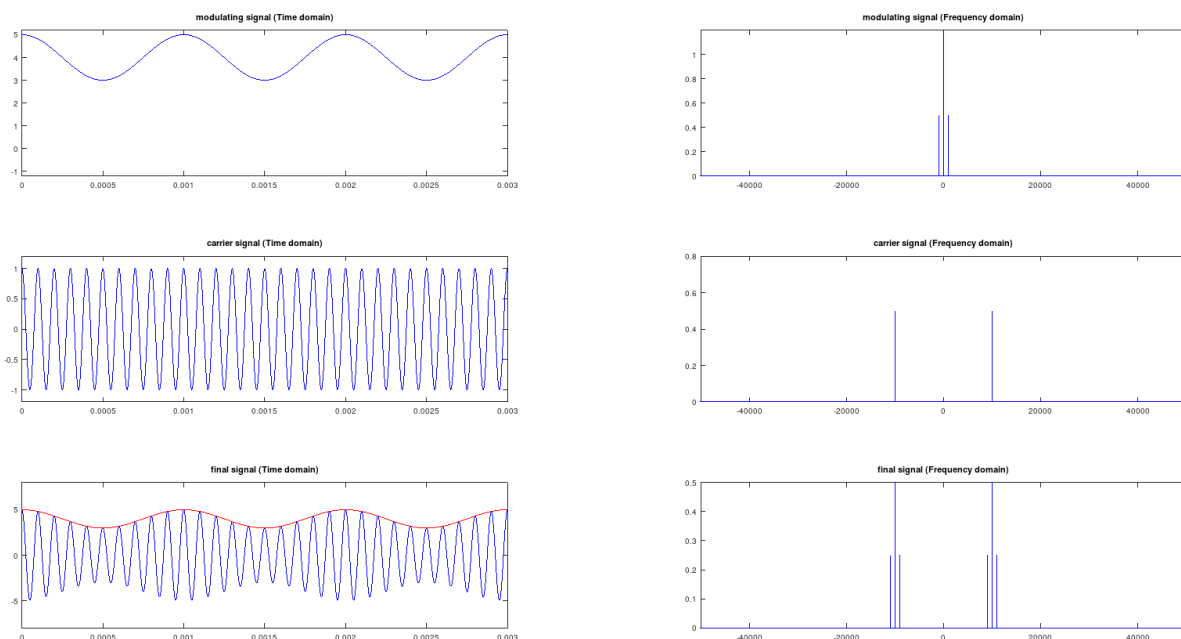 modulating signal (Time domain)
5
4
3
2
1
0
-1
0 0.0005 0.001 0.0015 0.002 0.0025 0.003
modulating signal (Frequency domain)
1
0.8
0.6
0.4
0.2
0
-40000 -20000 0 20000 40000
carrier signal (Time domain)
1
0.5
0
-0.5
-1
0 0.0005 0.001 0.0015 0.002 0.0025 0.003
carrier signal (Frequency domain)
0.8
0.6
0.4
0.2
0
-40000 -20000 0 20000 40000
final signal (Time domain)
5
0
-5
0 0.0005 0.001 0.0015 0.002 0.0025 0.003
final signal (Frequency domain)
0.5
0.4
0.3
0.2
0.1
0
-40000 -20000 0 20000 40000